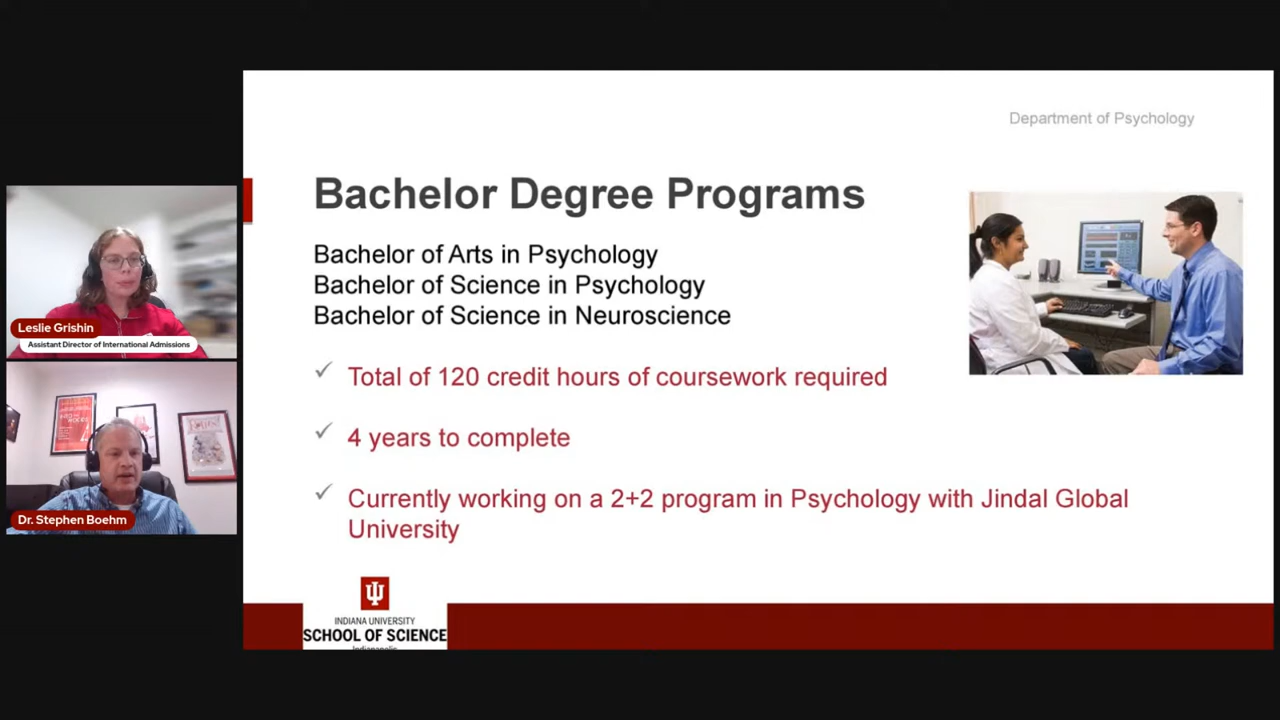 Department of Psychology
Bachelor Degree Programs
Bachelor of Arts in Psychology
Bachelor of Science in Psychology
Bachelor of Science in Neuroscience
Total of 120 credit hours of coursework required
4 years to complete
Currently working on a 2+2 program in Psychology with Jindal Global
University
Leslie Grishin
Assistant Director of International Admissions
Dr. Stephen Boehm
INDIANA UNIVERSITY
SCHOOL OF SCIENCE
Indianapolis